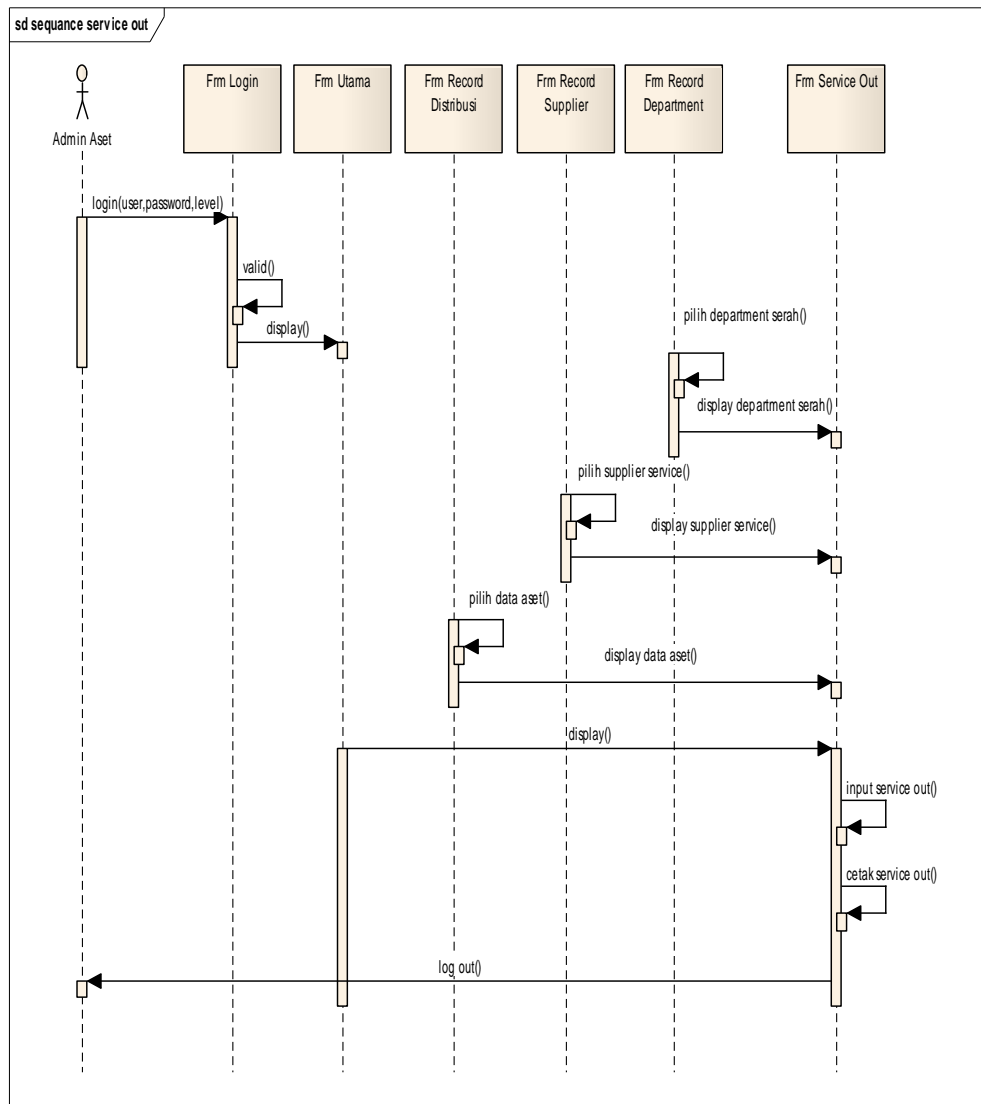 sd sequance service out
Admin Aset
Frm Login
Frm Utama
Frm Record
Distribusi
Frm Record
Supplier
Frm Record
Department
Frm Service Out
login(user,password,level)
valid()
display()
pilih department serah()
display department serah()
pilih supplier service()
display supplier service()
pilih data aset()
display data aset()
display()
input service out()
cetak service out()
log out()